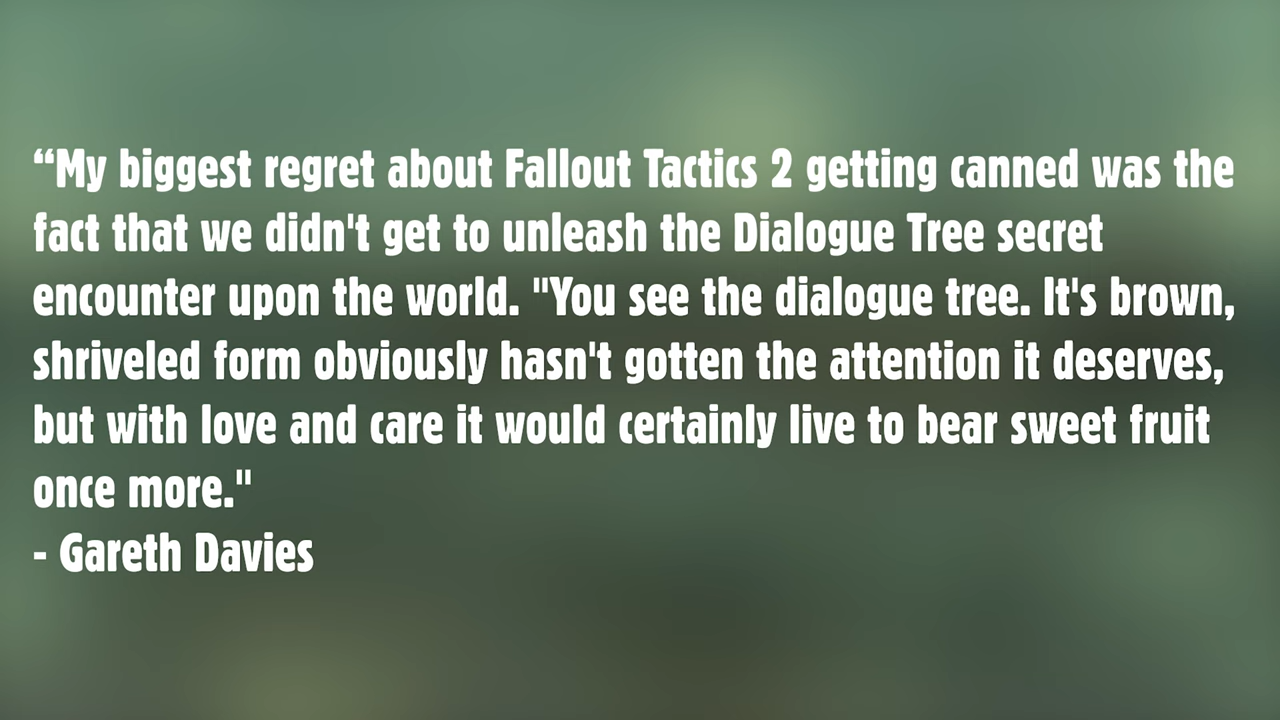 “My biggest regret about Fallout Tactics 2 getting canned was the
fact that we didn't get to unleash the Dialogue Tree secret
encounter upon the world. "You see the dialogue tree. It's brown,
shriveled form obviously hasn't gotten the attention it deserves,
but with love and care it would certainly live to bear sweet fruit
once more."
- Gareth Davies